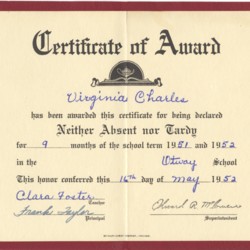 Certificate of Award
Virginia Charles
has been awarded this certificate for being declared
Neither Absent nor Tardy
for 9 months of the school term 1951 and 1952
in the Otway School
This honor conferred this 16th day of May 1952
Clara Foster
Teacher
Frank Taylor
Superintendent